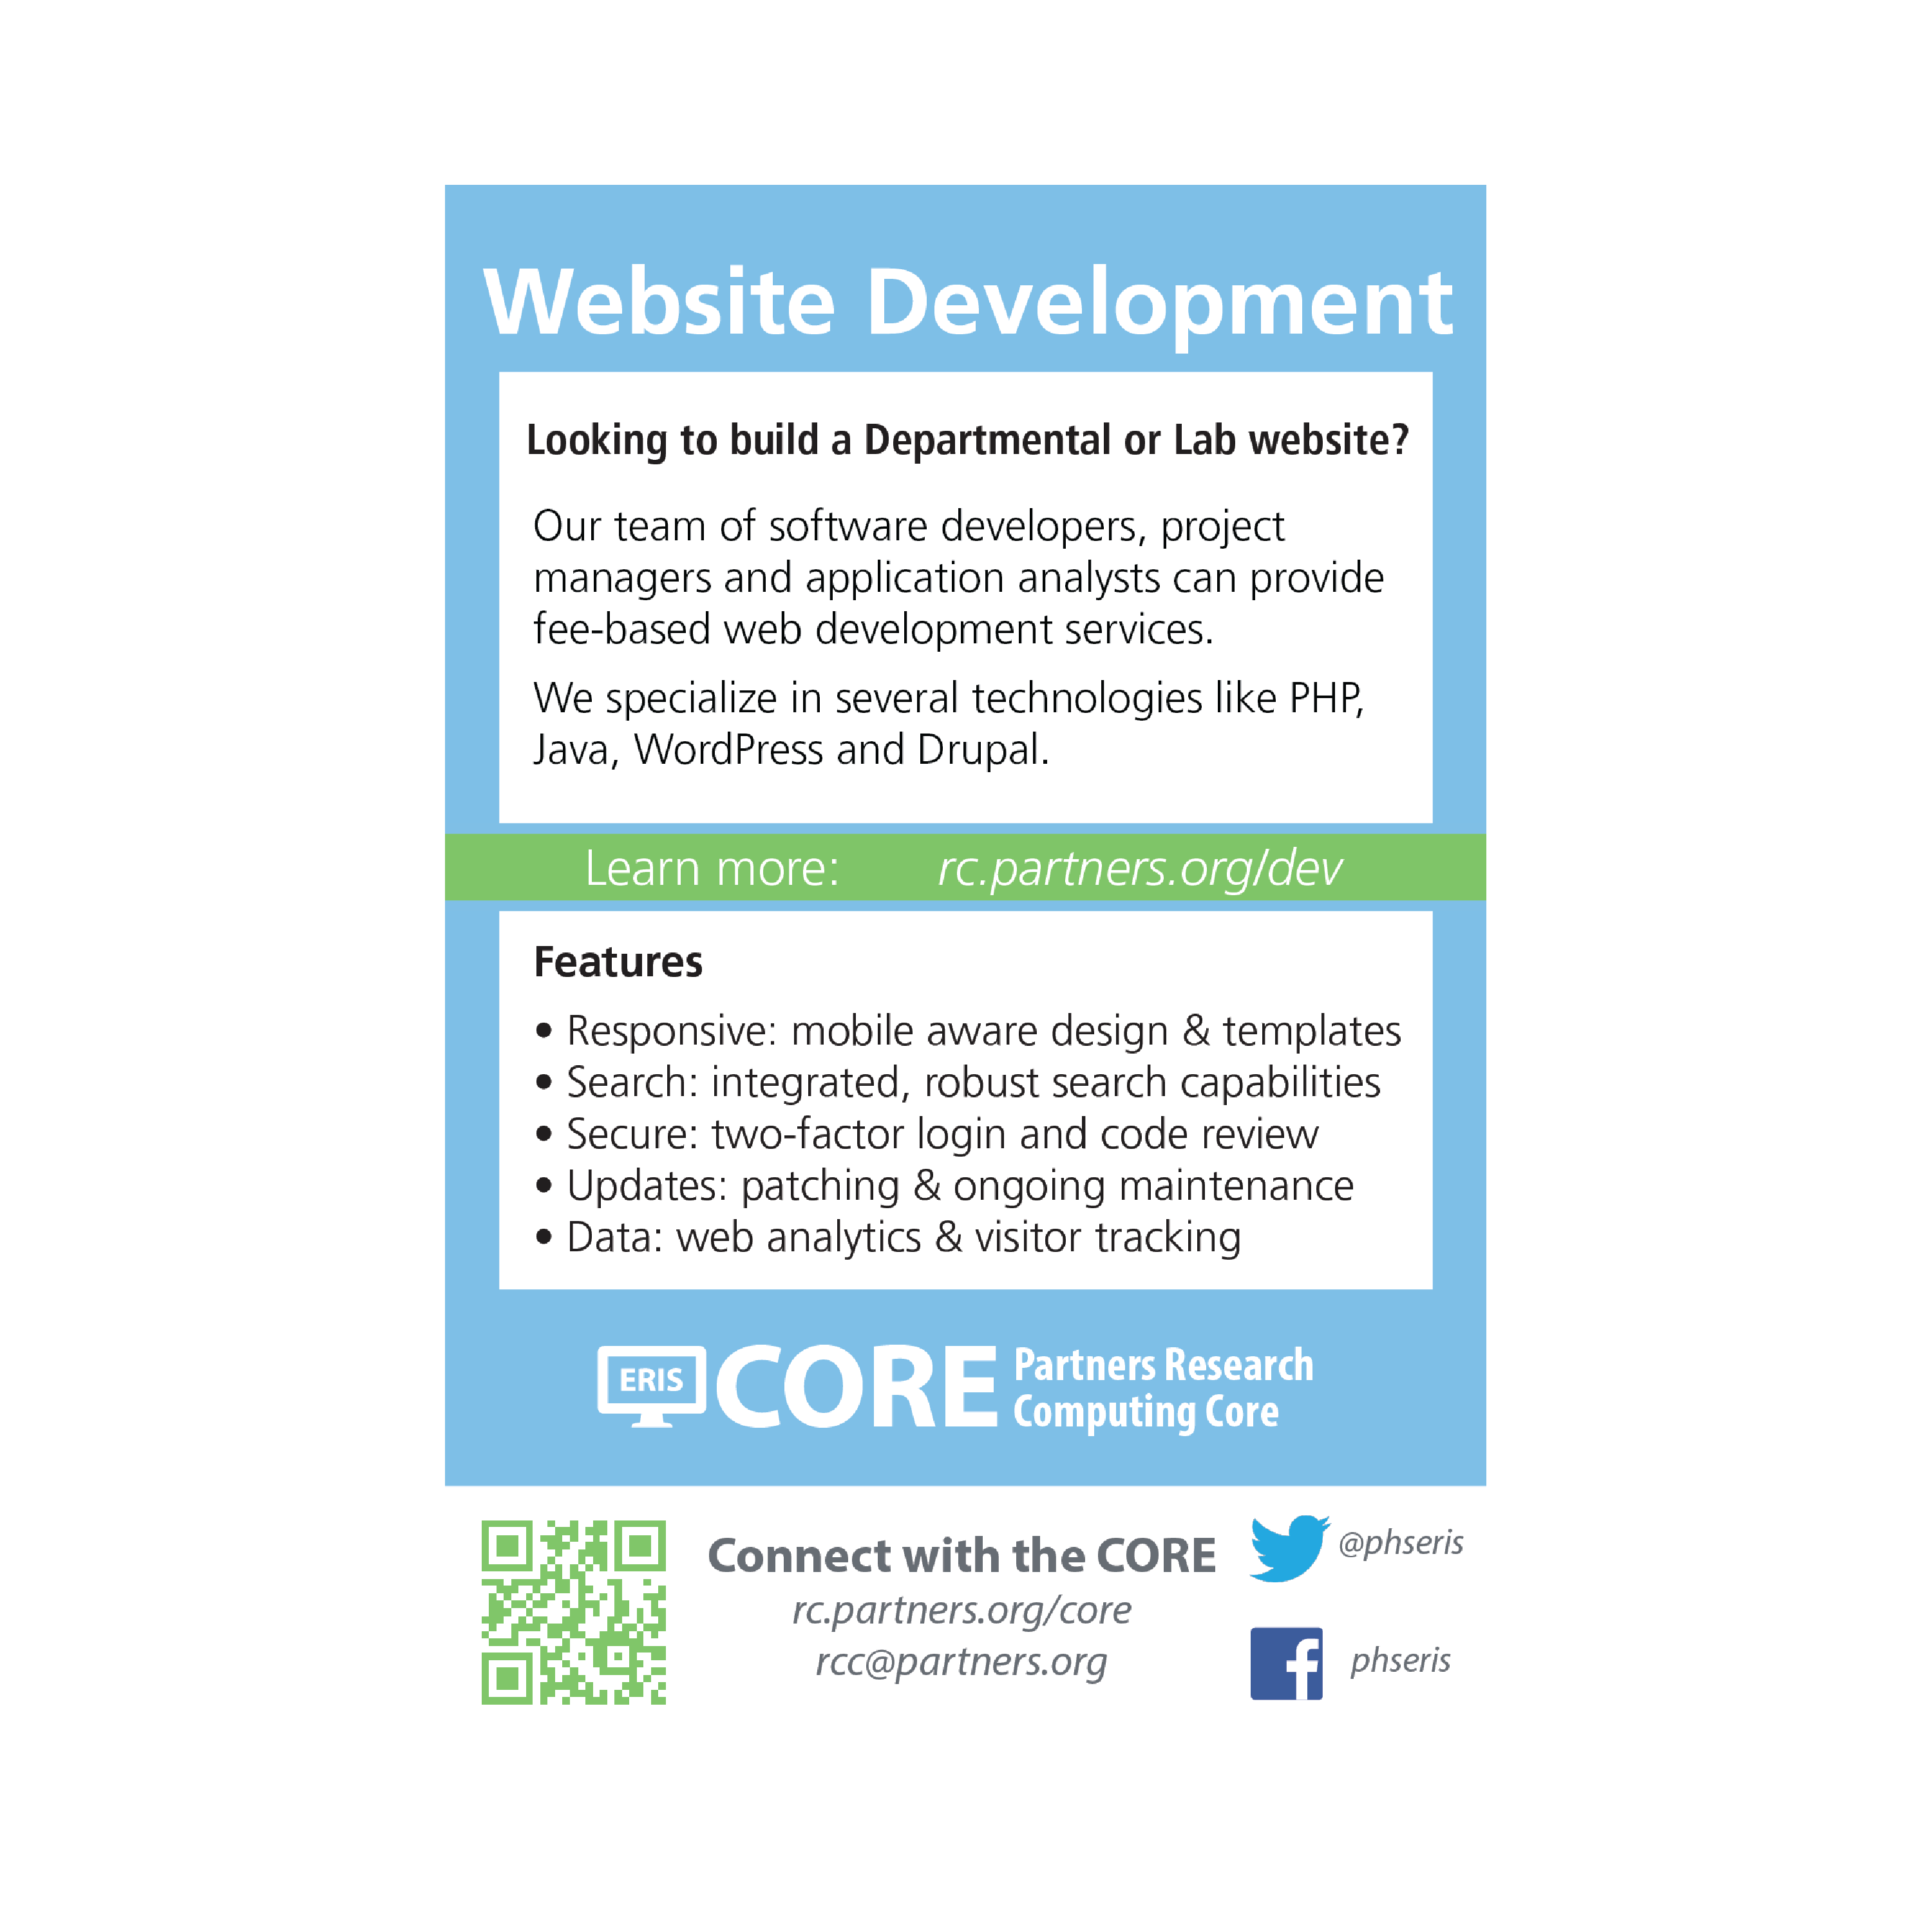 Website Development
Looking to build a Departmental or Lab website?
Our team of software developers, project
managers and application analysts can provide
fee-based web development services.
We specialize in several technologies like PHP,
Java, WordPress and Drupal.
Learn more: rc.partners.org/dev
Features
• Responsive: mobile aware design & templates
• Search: integrated, robust search capabilities
• Secure: two-factor login and code review
• Updates: patching & ongoing maintenance
• Data: web analytics & visitor tracking
ERIS CORE Partners Research
Computing Core
Connect with the CORE
rc.partners.org/core
rcc@partners.org
@phseris
phseris